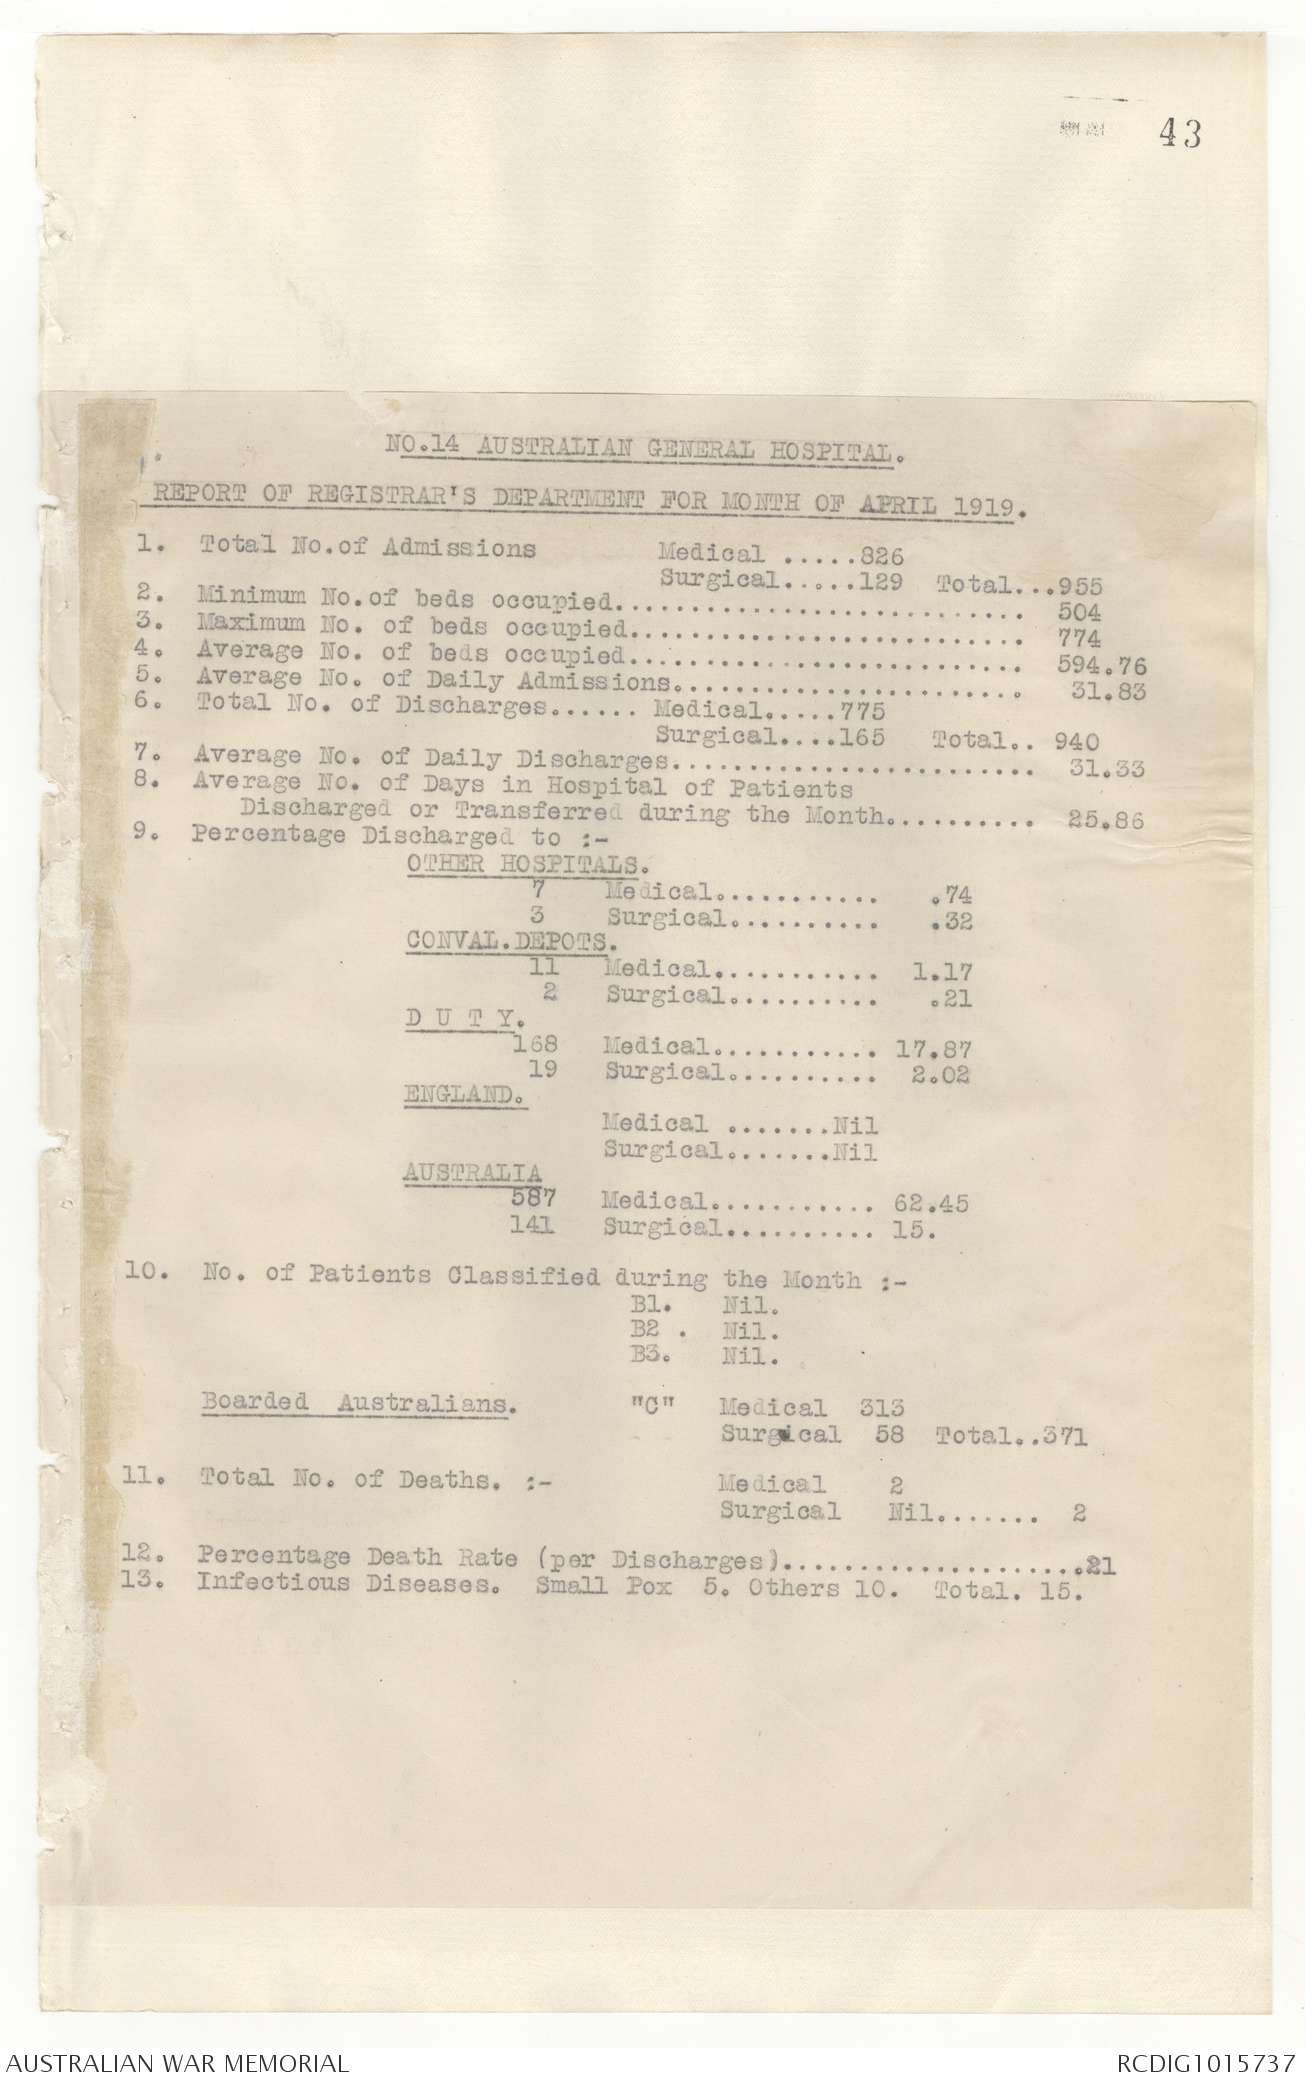 43
NO.14 AUSTRALIAN GENERAL HOSPITAL.
REPORT OF REGISTRAR'S DEPARTMENT FOR MONTH OF APRIL 1919.
1. Total No.of Admissions Medical .....826
Surgical.....129 Total...955
2. Minimum No.of beds occupied........................... 504
3. Maximum No. of beds occupied.......................... 774
4. Average No. of beds occupied.......................... 594.76
5. Average No. of Daily Admissions....................... 31.83
6. Total No. of Discharges...... Medical.....775
Surgical....165 Total.. 940
7. Average No. of Daily Discharges........................ 31.33
8. Average No. of Days in Hospital of Patients
Discharged or Transferred during the Month.......... 25.86
9. Percentage Discharged to :-
OTHER HOSPITALS.
7 Medical........... .74
3 Surgical.......... .32
CONVAL.DEPOTS.
11 Medical........... 1.17
2 Surgical.......... .21
D U T Y.
168 Medical........... 17.87
19 Surgical.......... 2.02
ENGLAND.
Medical .......Nil
Surgical.......Nil
AUSTRALIA
587 Medical........... 62.45
141 Surgical.......... 15.
10. No. of Patients Classified during the Month :-
B1. Nil.
B2 . Nil.
B3. Nil.
Boarded Australians. "C" Medical 313
Surgical 58 Total..371
11. Total No. of Deaths. :- Medical 2
Surgical Nil....... 2
12. Percentage Death Rate (per Discharges)....................21
13. Infectious Diseases. Small Pox 5. Others 10. Total. 15.
AUSTRALIAN WAR MEMORIAL RCDIG1015737